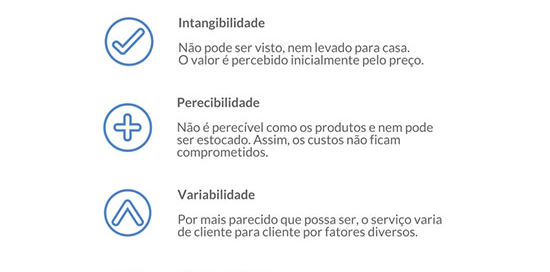 Intangibilidade
Não pode ser visto, nem levado para casa.
O valor é percebido inicialmente pelo preço.
Perecibilidade
Não é perecível como os produtos e nem pode
ser estocado. Assim, os custos não ficam
comprometidos.
Variabilidade
Por mais parecido que possa ser, o serviço varia
de cliente para cliente por fatores diversos.